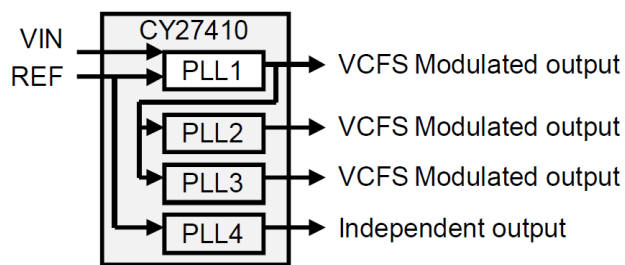 CY27410
VIN
REF
PLL1
VCFS Modulated output
PLL2
VCFS Modulated output
PLL3
VCFS Modulated output
PLL4
Independent output